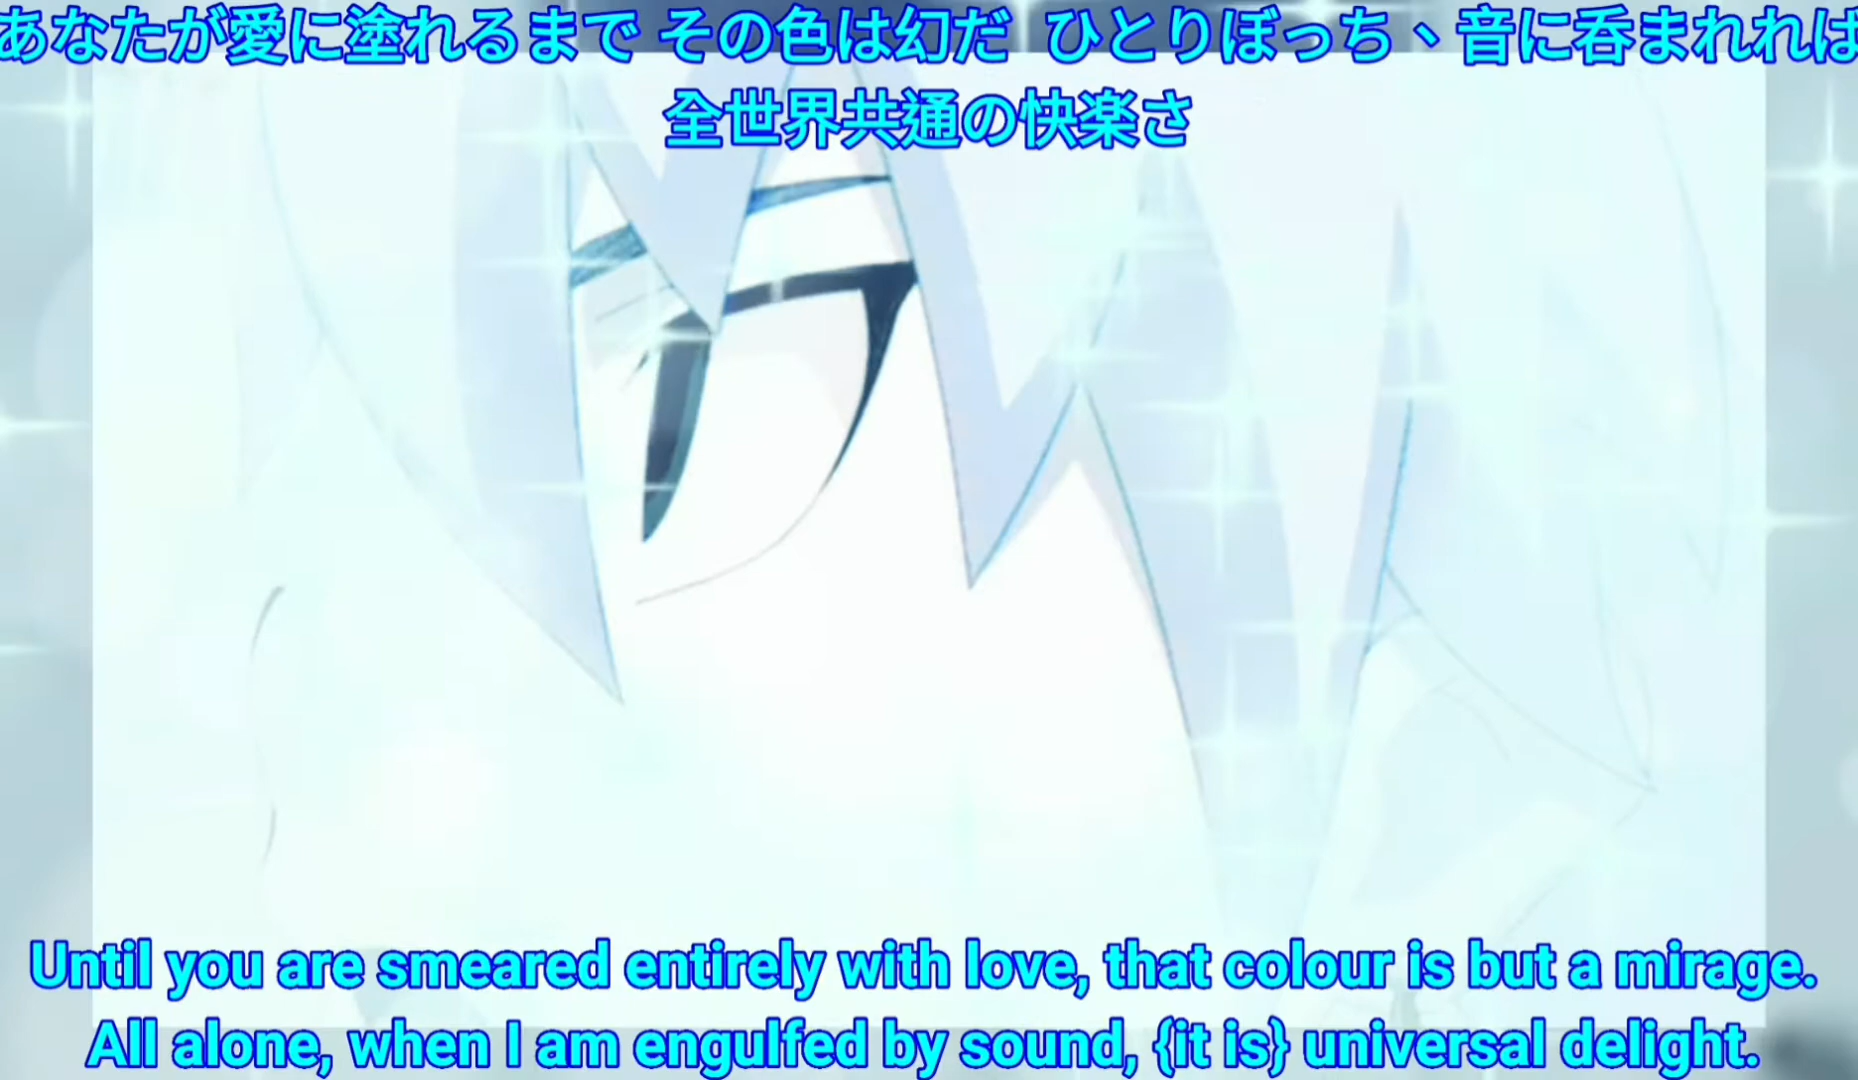 あなたが愛に塗れるまで その色は幻だ ひとりぼっち、音に呑まれれば
全世界共通の快楽さ
Until you are smeared entirely with love, that colour is but a mirage.
All alone, when I am engulfed by sound, {it is} universal delight.